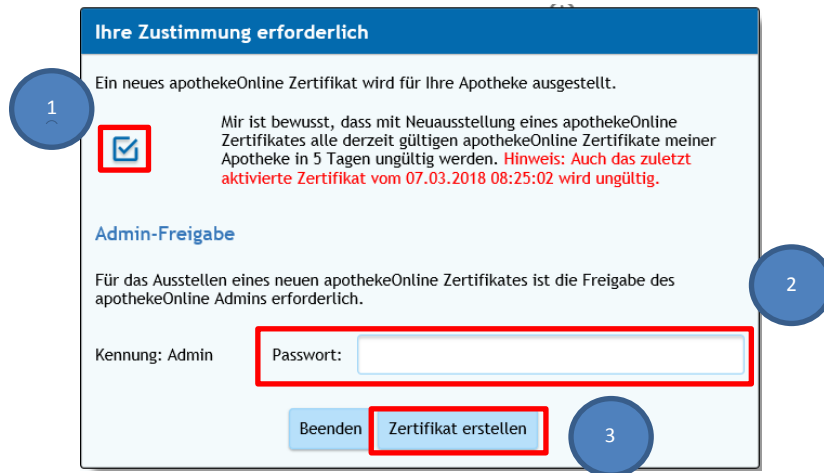 Ihre Zustimmung erforderlich
Ein neues apothekeOnline Zertifikat wird für Ihre Apotheke ausgestellt.
1
Mir ist bewusst, dass mit Neuausstellung eines apothekeOnline
Zertifikates alle derzeit gültigen apothekeOnline Zertifikate meiner
Apotheke in 5 Tagen ungültig werden. Hinweis: Auch das zuletzt
aktivierte Zertifikat vom 07.03.2018 08:25:02 wird ungültig.
Admin-Freigabe
Für das Ausstellen eines neuen apothekeOnline Zertifikates ist die Freigabe des
apothekeOnline Admins erforderlich.
2
Kennung: Admin Passwort:
Beenden Zertifikat erstellen
3